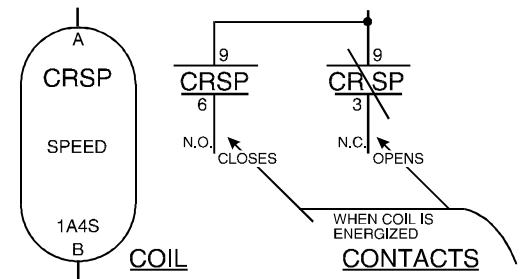 A
CRSP
SPEED
1A4S
B
COIL
9
CRSP
6
N.O.
CLOSES
9
CRSP
3
N.C.
OPENS
WHEN COIL IS
ENERGIZED
CONTACTS